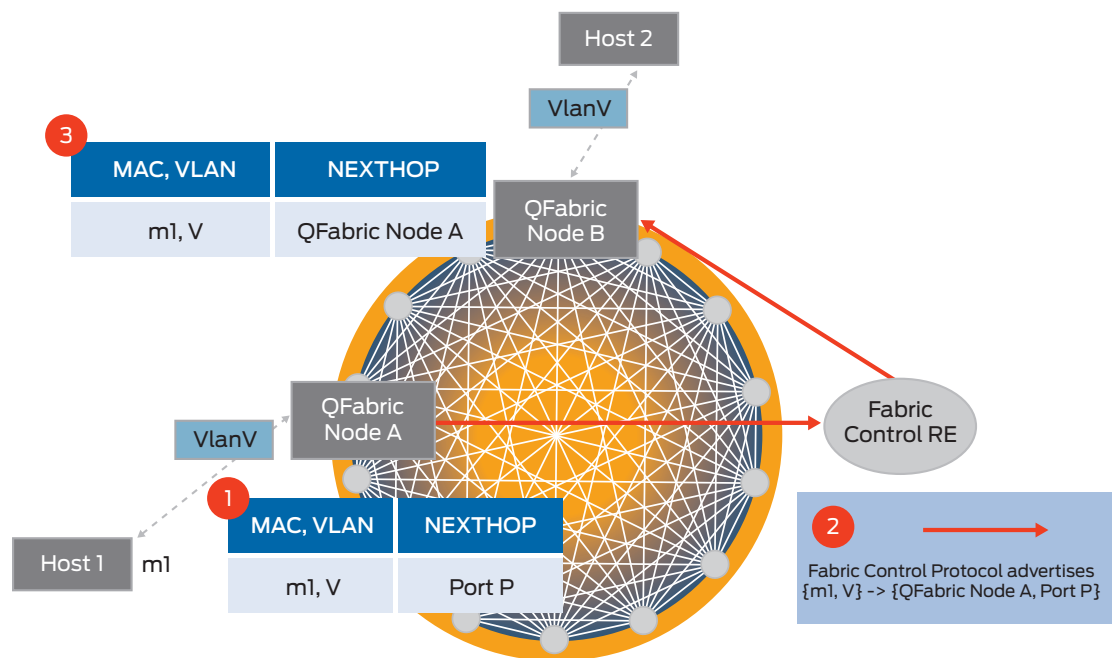 Host 2
VlanV
3
MAC, VLAN
NEXTHOP
m1, V
QFabric Node A
QFabric
Node B
QFabric
Node A
Fabric
Control RE
VlanV
1
MAC, VLAN
NEXTHOP
m1, V
Port P
Host 1
m1
2
Fabric Control Protocol advertises
{m1, V} -> {QFabric Node A, Port P}